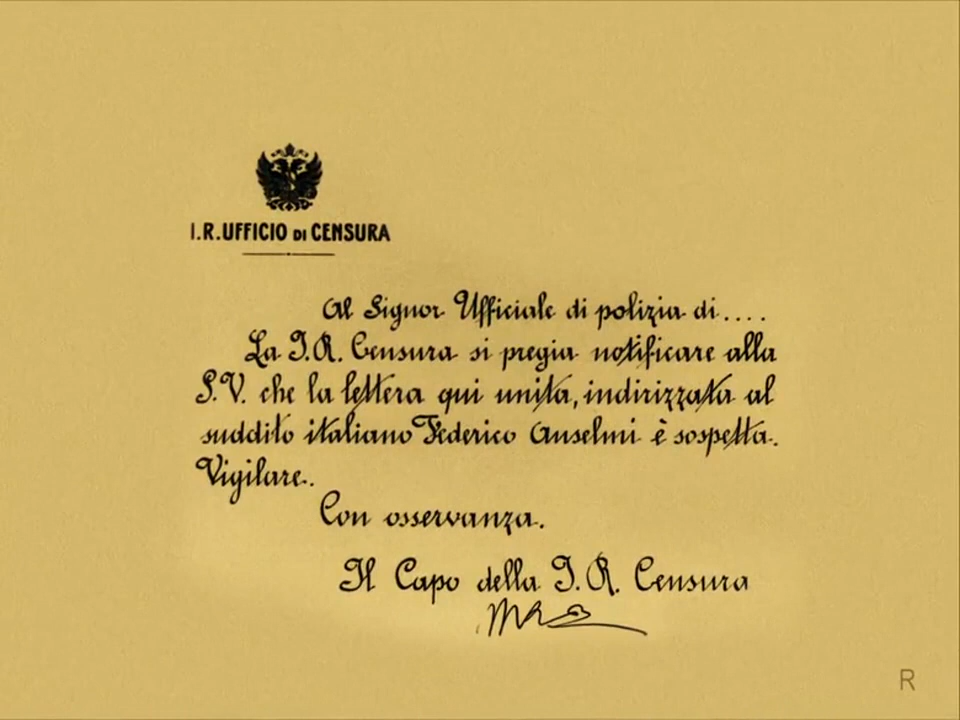 I.R. UFFICIO DI CENSURA
Al Signor Ufficiale di polizia di....
La I.R. Censura si pregia notificare alla
S.V. che la lettera qui unita, indirizzata al
suddito italiano Federico Anselmi è sospetta.
Vigilare..
Con osservanza.
Il Capo della I.R. Censura
R